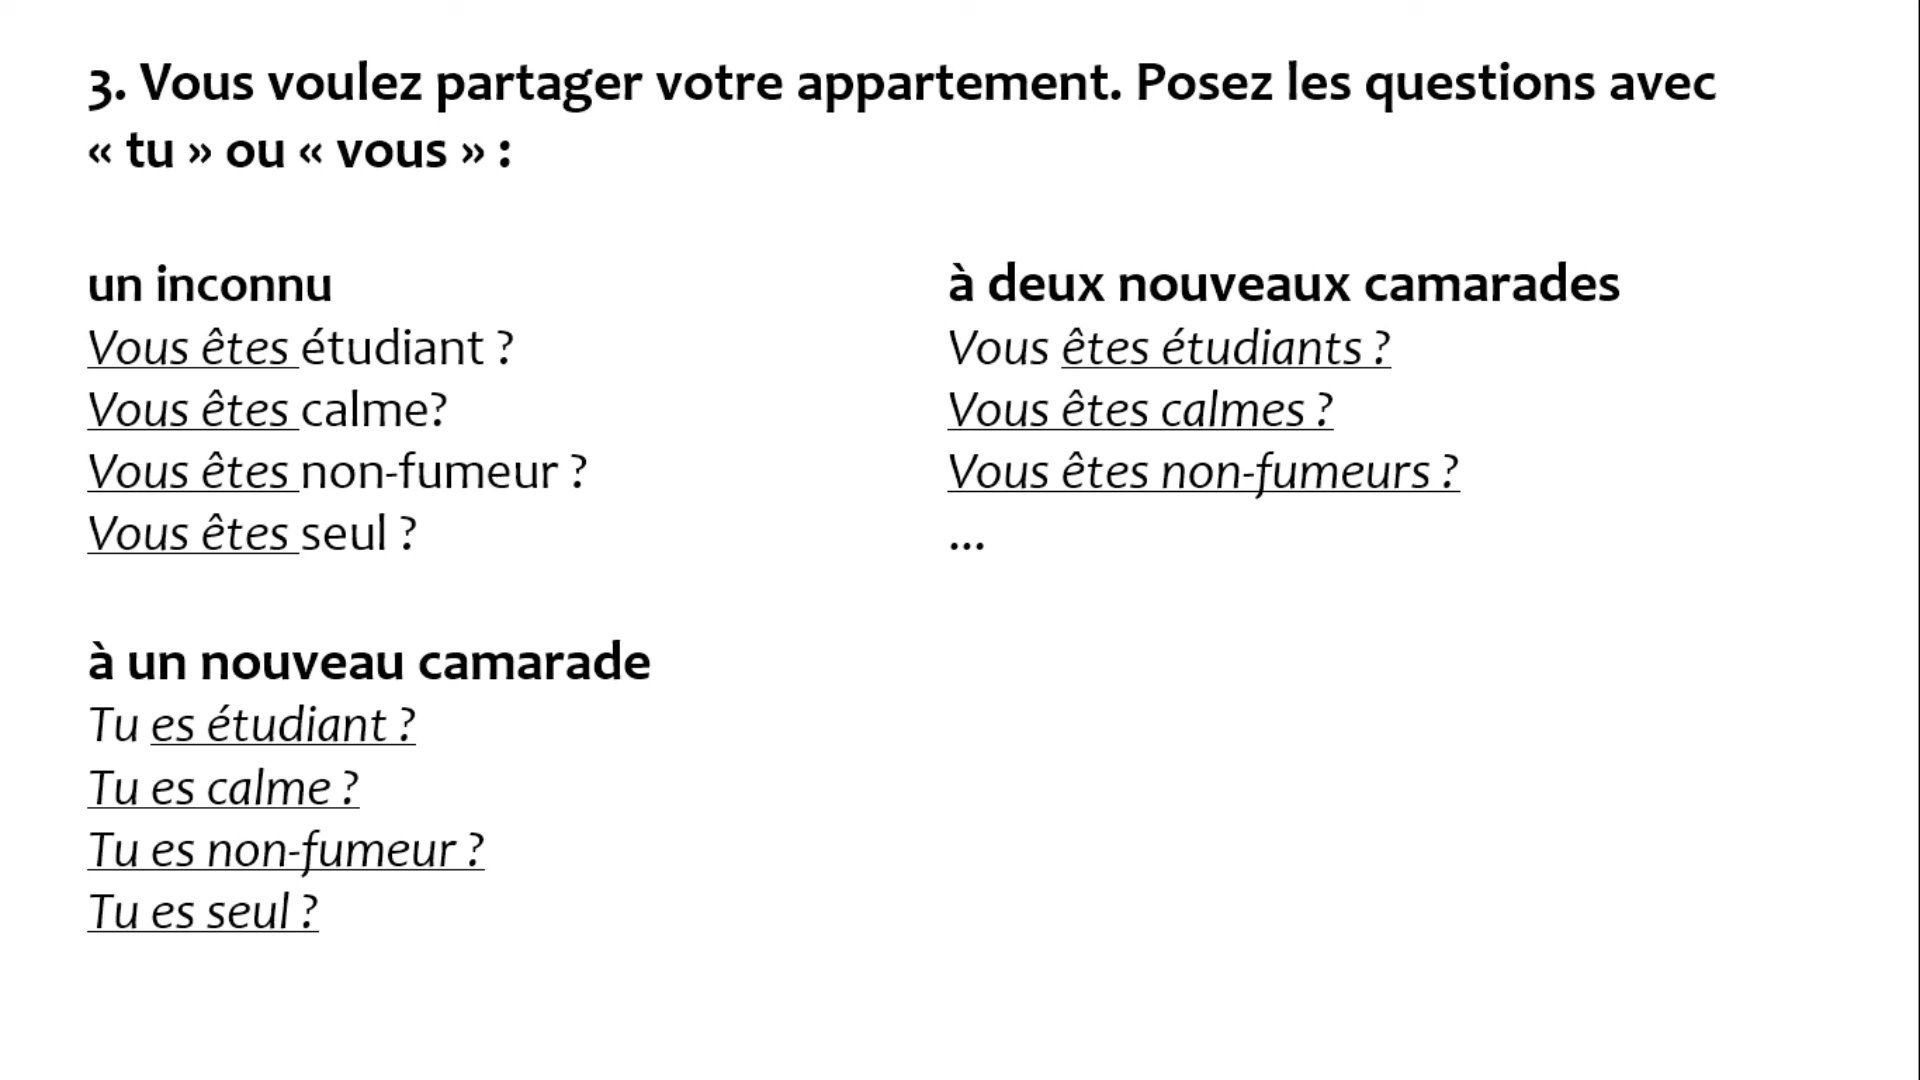 3. Vous voulez partager votre appartement. Posez les questions avec
« tu » ou « vous » :
un inconnu
Vous êtes étudiant ?
Vous êtes calme?
Vous êtes non-fumeur ?
Vous êtes seul ?
à un nouveau camarade
Tu es étudiant ?
Tu es calme ?
Tu es non-fumeur ?
Tu es seul ?
à deux nouveaux camarades
Vous êtes étudiants ?
Vous êtes calmes ?
Vous êtes non-fumeurs ?
...